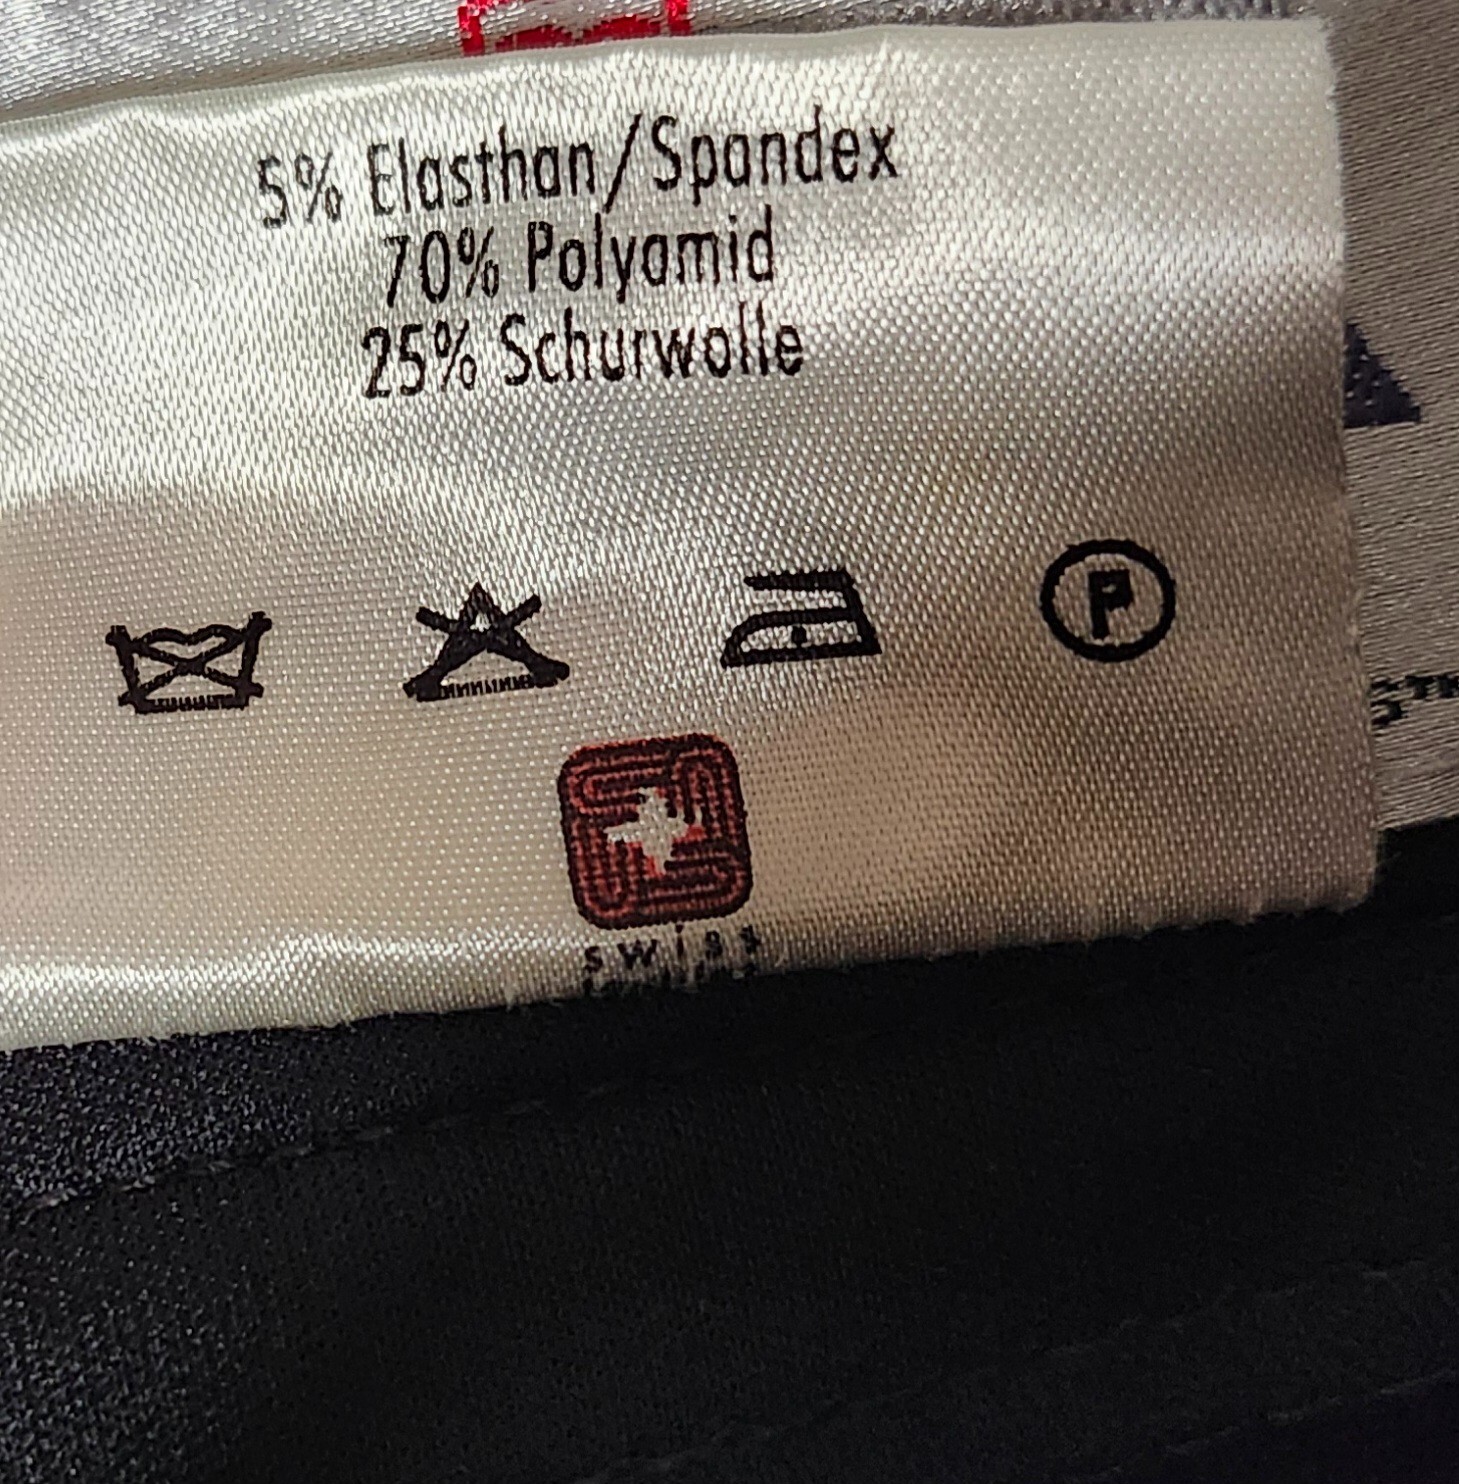 5% Elasthan/Spandex
70% Polyamid
25% Schurwolle
P
swiss